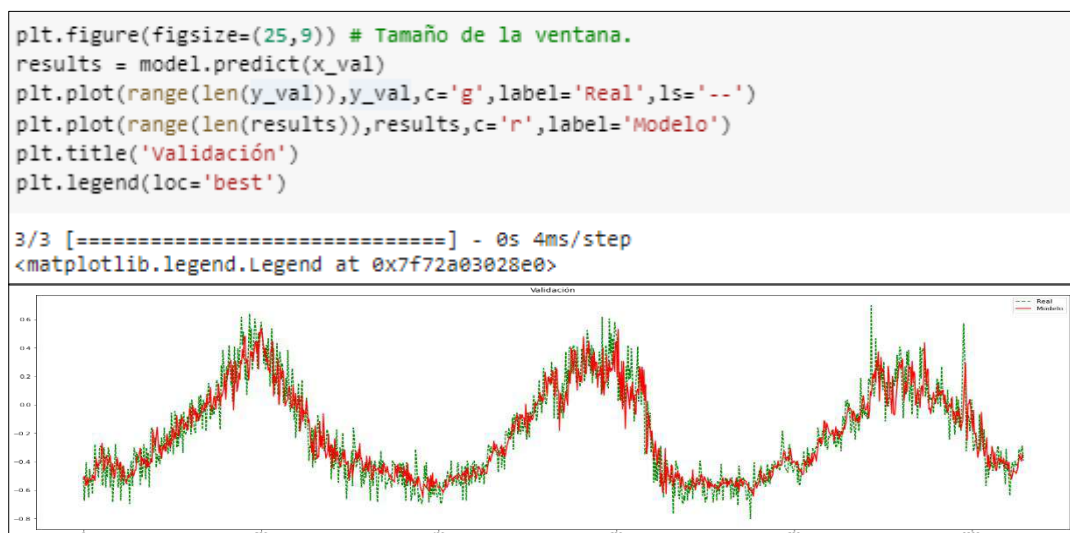 plt.figure(figsize=(25,9)) # Tamaño de la ventana.
results = model.predict(x_val)
plt.plot(range(len(y_val)),y_val,c='g',label='Real',ls='--')
plt.plot(range(len(results)),results,c='r',label='Modelo')
plt.title('Validación')
plt.legend(loc='best')
3/3 [==============================] - 0s 4ms/step
<matplotlib.legend.Legend at 0x7f72a03028e0>
Validación
Real
Modelo
0.6
0.4
0.2
0.0
−0.2
−0.4
−0.6
−0.8